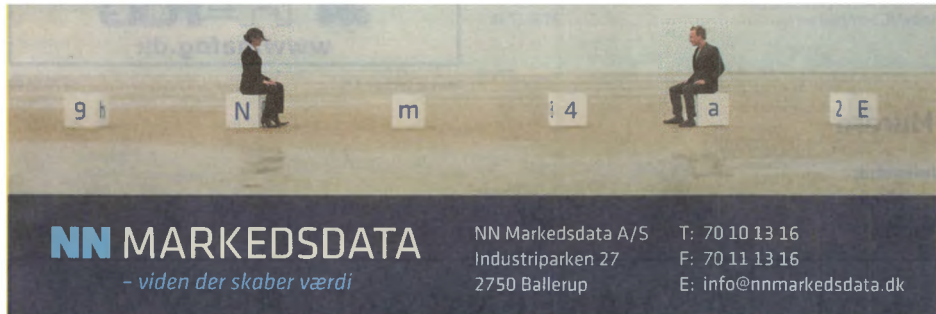 9 h N m 4 a 2 E
NN MARKEDSDATA
– viden der skaber værdi
NN Markedsdata A/S
Industriparken 27
2750 Ballerup
T: 70 10 13 16
F: 70 11 13 16
E: info@nnmarkedsdata.dk